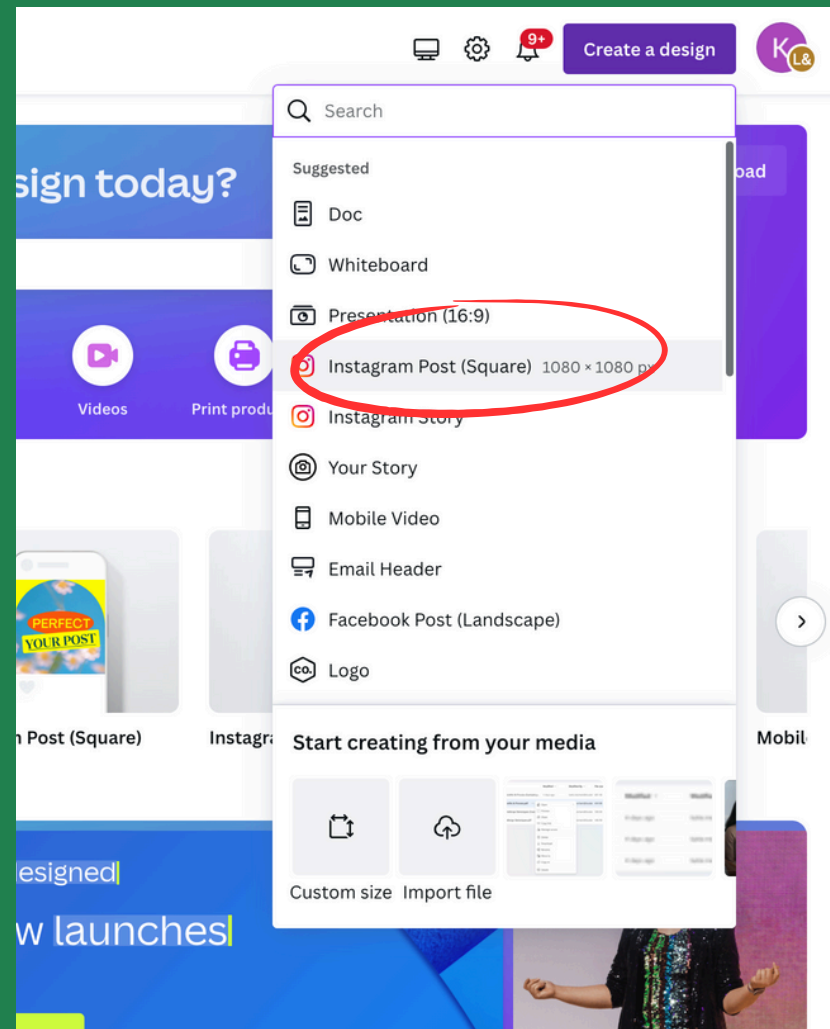 9+
Create a design
K
L&
Search
sign today?
oad
Suggested
Doc
Whiteboard
Presentation (16:9)
Instagram Post (Square) 1080 × 1080 px
Instagram Story
Your Story
Mobile Video
Email Header
Facebook Post (Landscape)
CO.
Logo
Videos
Print produ
PERFECT
YOUR POST
Post (Square)
Instagra
Mobil
Start creating from your media
Custom size
Import file
esigned
w launches